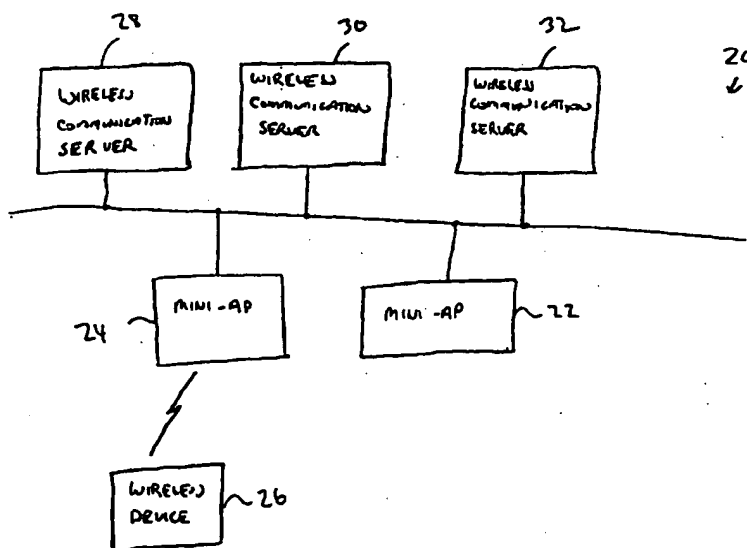 28
30
32
20
WIRELESS
COMMUNICATION
SERVER
WIRELESS
COMMUNICATION
SERVER
WIRELESS
COMMUNICATION
SERVER
24
MINI-AP
MINI-AP
22
WIRELESS
DEVICE
26